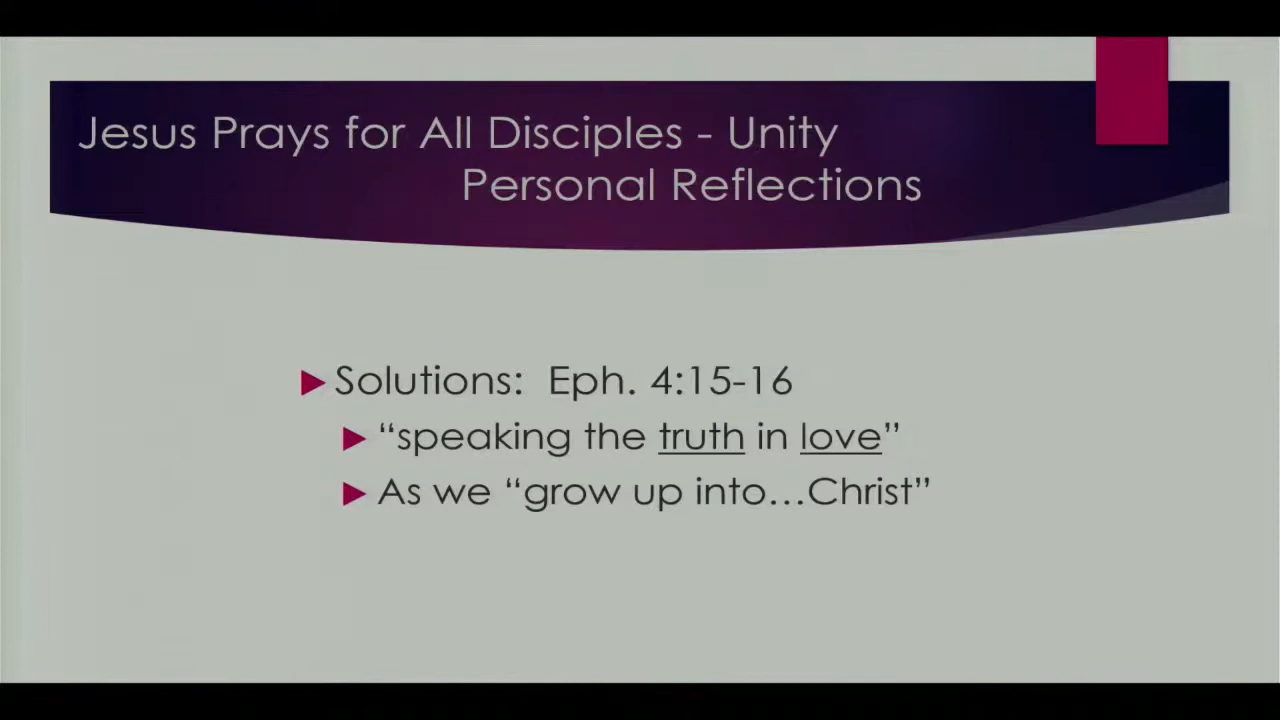 Jesus Prays for All Disciples - Unity
Personal Reflections
Solutions: Eph. 4:15-16
“speaking the truth in love”
As we “grow up into…Christ”